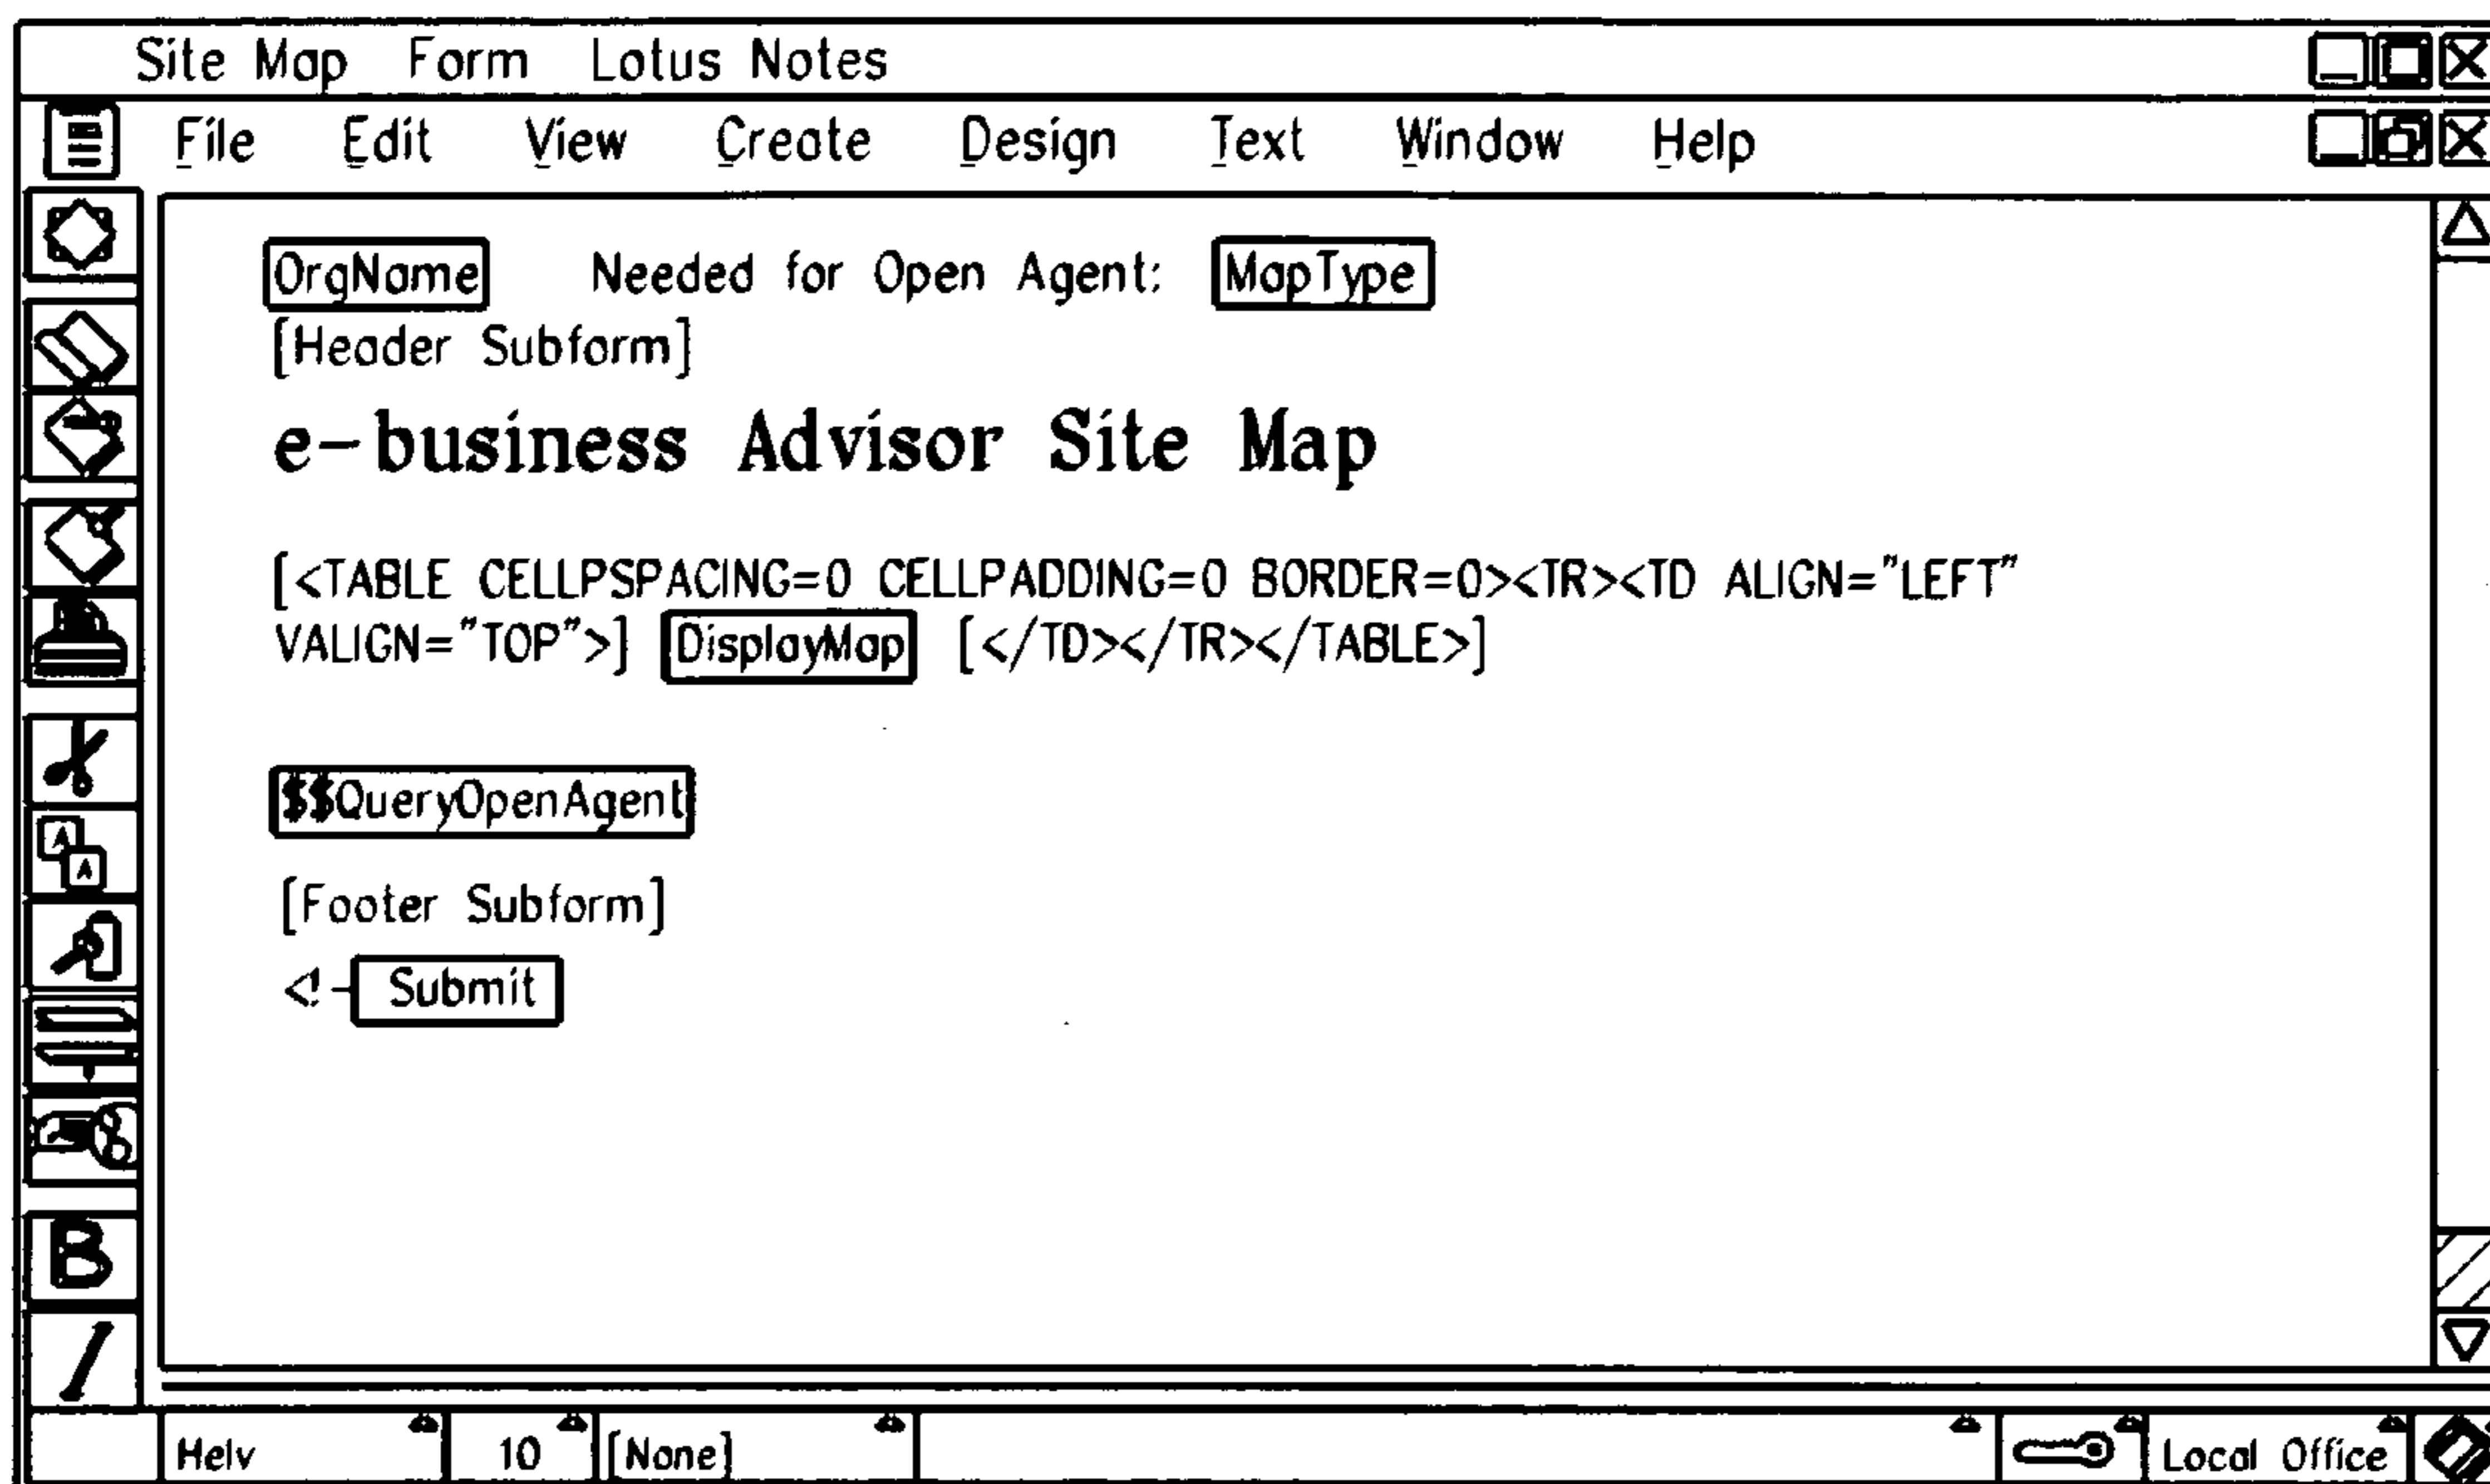 Site Map Form Lotus Notes
File Edit View Create Design Text Window Help
OrgName Needed for Open Agent: MapType
[Header Subform]
e-business Advisor Site Map
[<TABLE CELLPSPACING=0 CELLPADDING=0 BORDER=0><TR><TD ALIGN="LEFT"
VALIGN="TOP">] DisplayMap [</TD></TR></TABLE>]
$$QueryOpenAgent
[Footer Subform]
<!- Submit
A
A
B
I
Helv 10 [None] Local Office